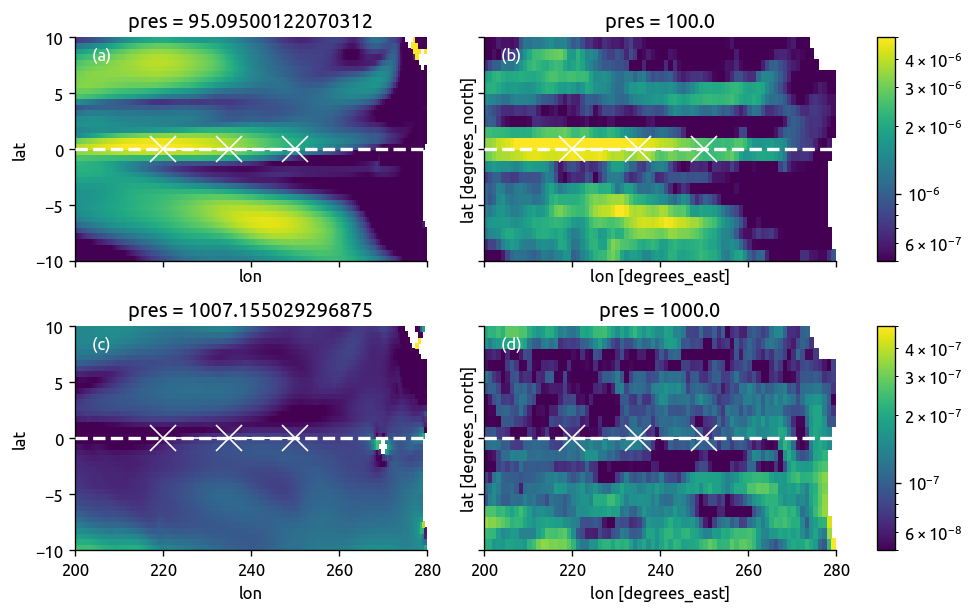 pres = 95.09500122070312
pres = 100.0
(a)
(b)
10
5
0
−5
−10
lat
lat [degrees_north]
lon
lon [degrees_east]
4 × 10⁻⁶
3 × 10⁻⁶
2 × 10⁻⁶
10⁻⁶
6 × 10⁻⁷
pres = 1007.155029296875
pres = 1000.0
(c)
(d)
10
5
0
−5
−10
lat
lat [degrees_north]
200
220
240
260
280
200
220
240
260
280
lon
lon [degrees_east]
4 × 10⁻⁷
3 × 10⁻⁷
2 × 10⁻⁷
10⁻⁷
6 × 10⁻⁸